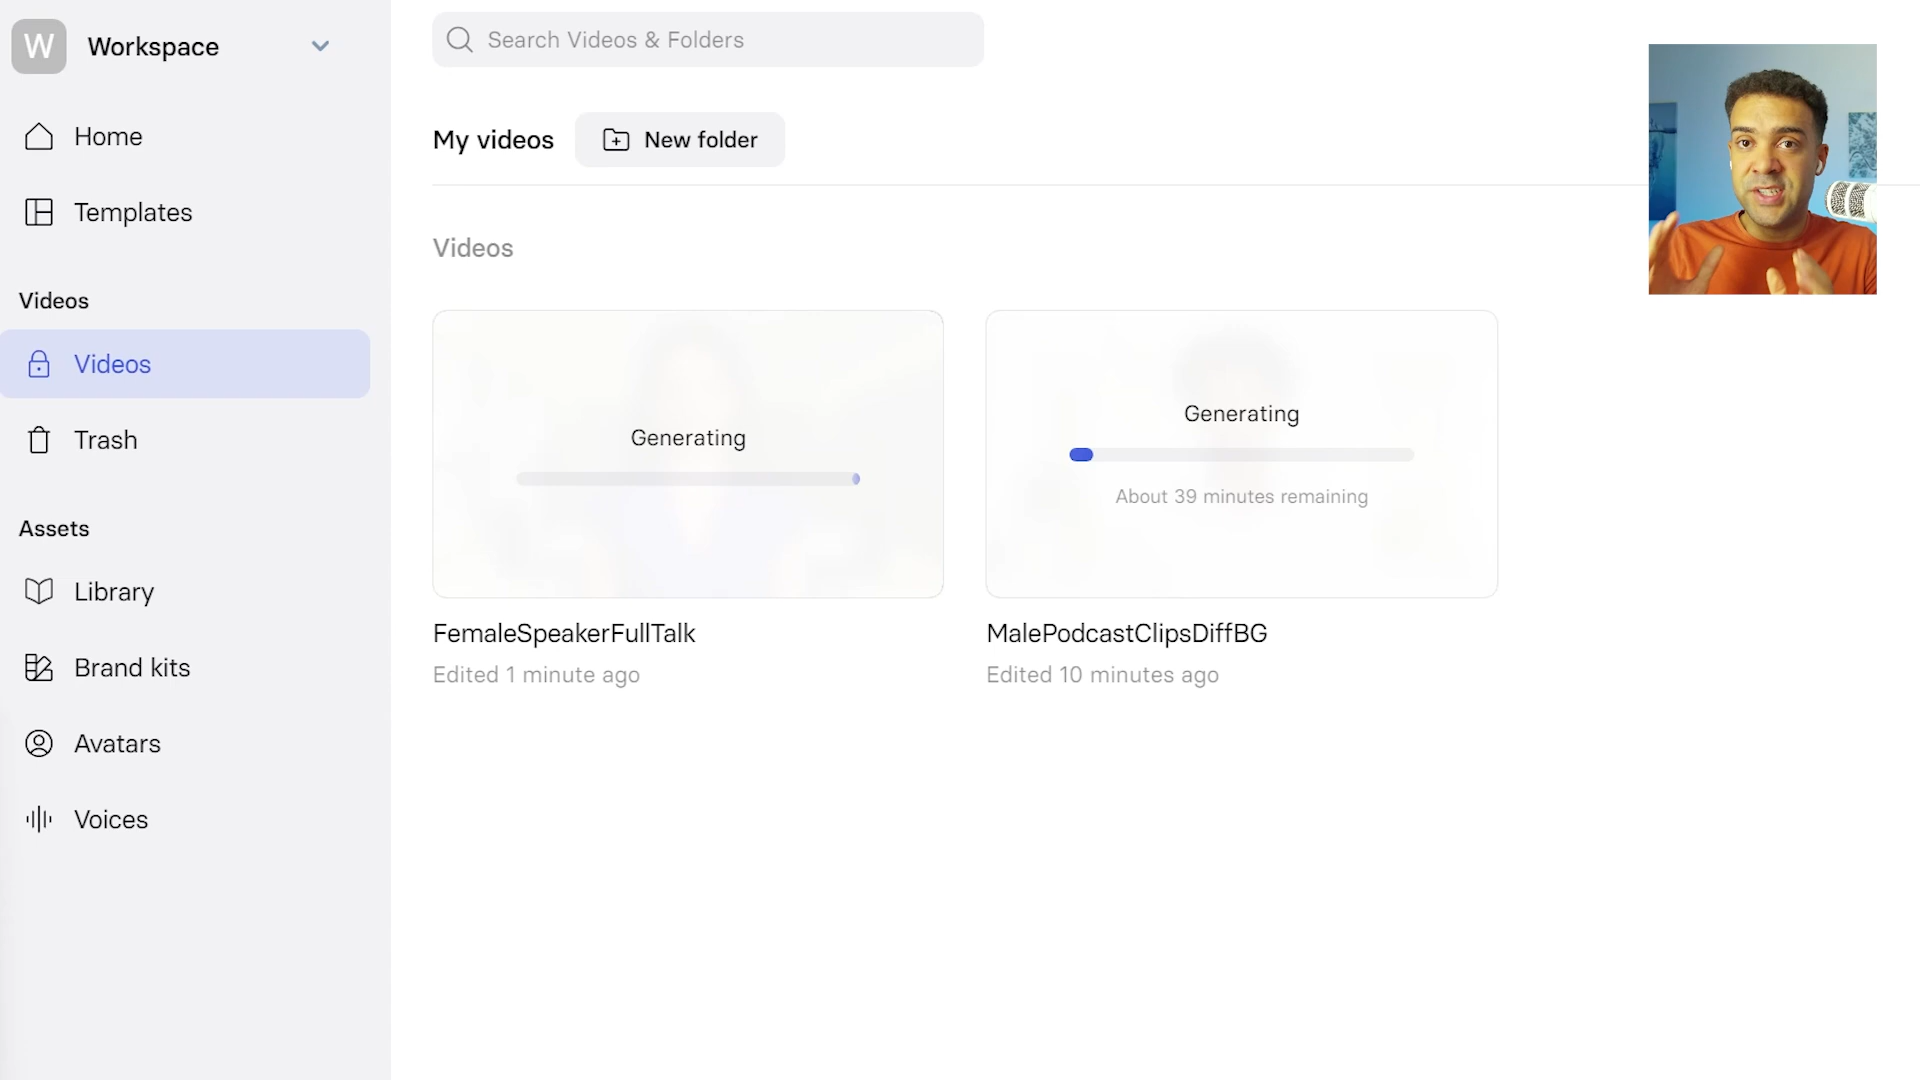 W
Workspace
Home
Templates
Videos
Videos
Trash
Assets
Library
Brand kits
Avatars
Voices
Search Videos & Folders
My videos
New folder
Videos
Generating
FemaleSpeakerFullTalk
Edited 1 minute ago
Generating
About 39 minutes remaining
MalePodcastClipsDiffBG
Edited 10 minutes ago